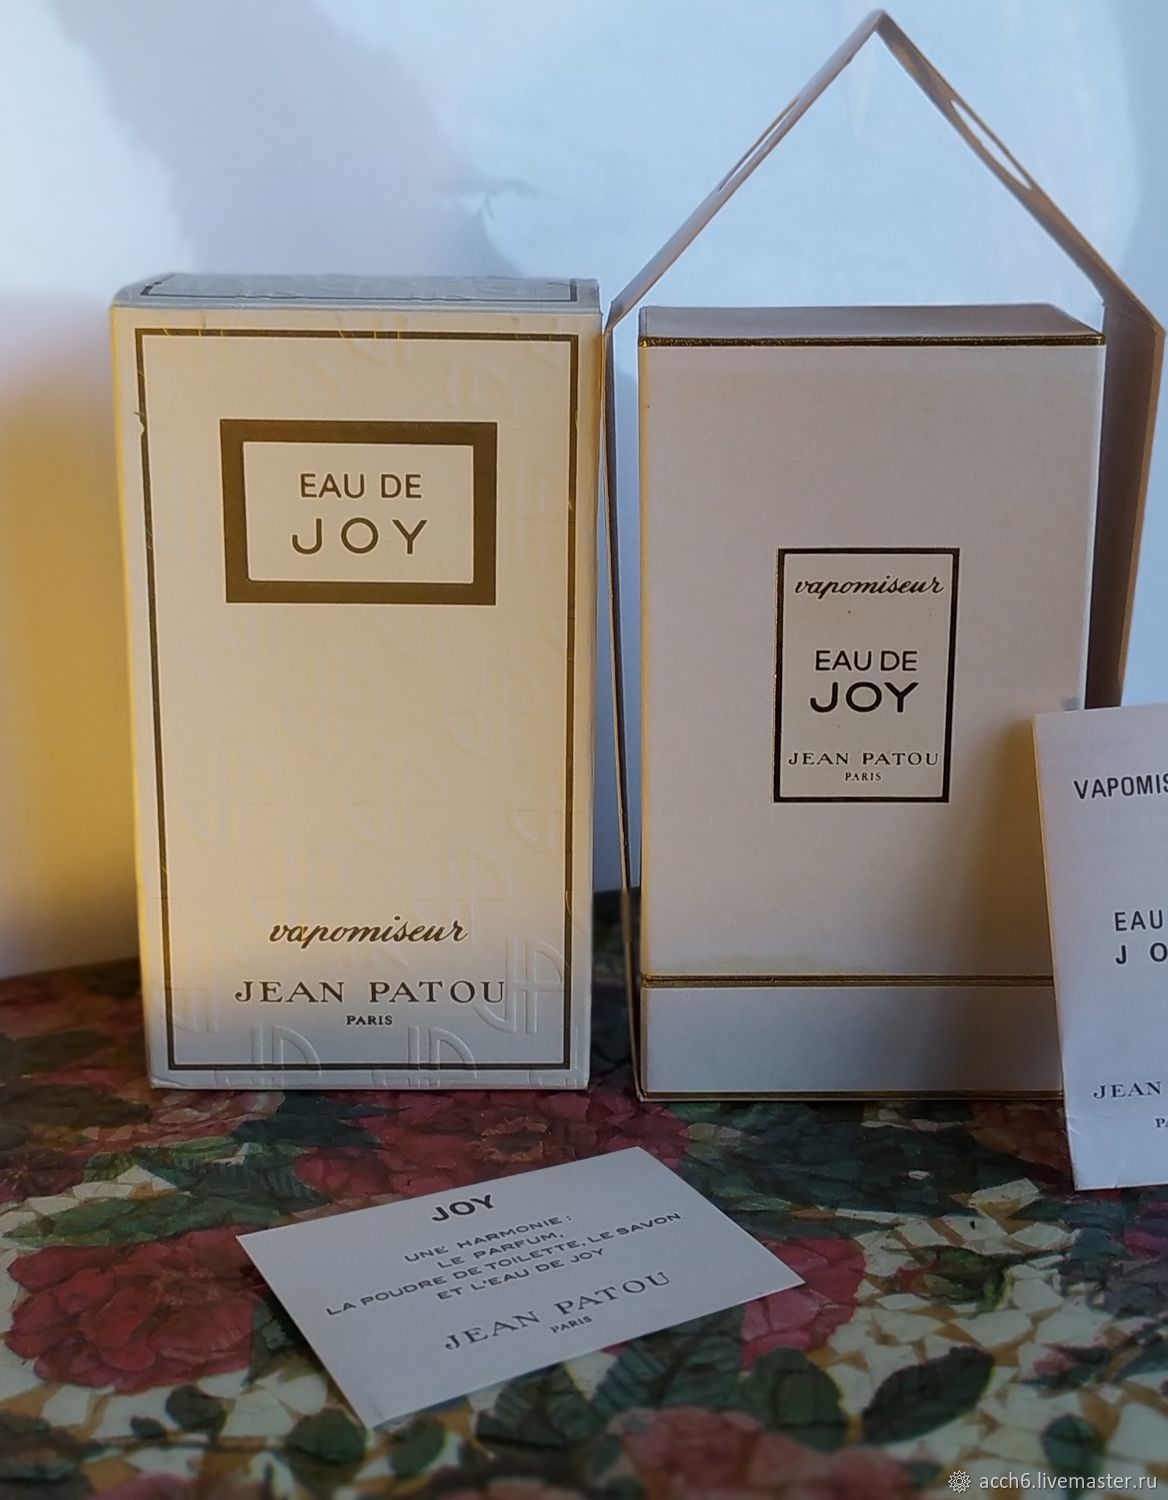 EAU DE
JOY
vapomiseur
JEAN PATOU
PARIS
vapomiseur
EAU DE
JOY
JEAN PATOU
PARIS
EAU
JEAN
JOY
UNE HARMONIE:
LE PARFUM,
LA POUDRE DE TOILETTE, LE SAVON
ET L'EAU DE JOY
JEAN PATOU
PARIS
acch6.livemaster.ru